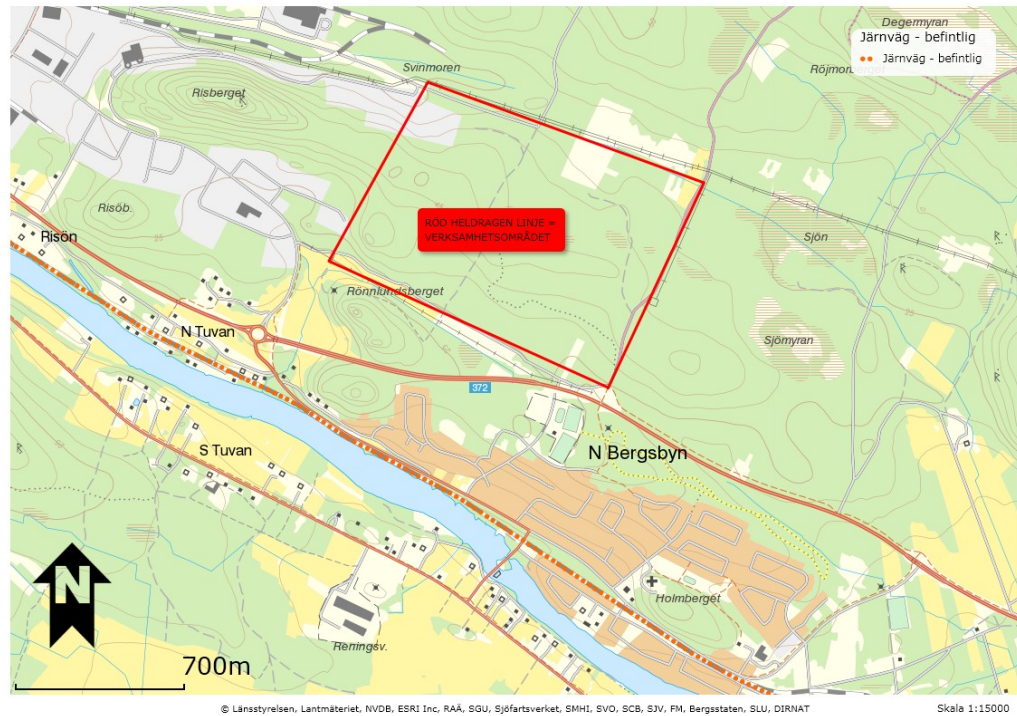 Degermyran
Järnväg - befintlig
Järnväg - befintlig
Svinmoren
Risberget
Risöb.
RÖD HELDRAGEN LINJE =
VERKSAMHETSOMRÅDET
Risön
Sjön
Rönnlundsberget
N Tuvan
Sjömyran
372
S Tuvan
N Bergsbyn
Holmberget
Reningsv.
N
700m
© Länsstyrelsen, Lantmäteriet, NVDB, ESRI Inc, RAÄ, SGU, Sjöfartsverket, SMHI, SVO, SCB, SJV, FM, Bergsstaten, SLU, DIRNAT
Skala 1:15000